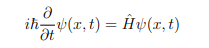 iħ ∂/∂t ψ(x, t) = Ĥψ(x, t)